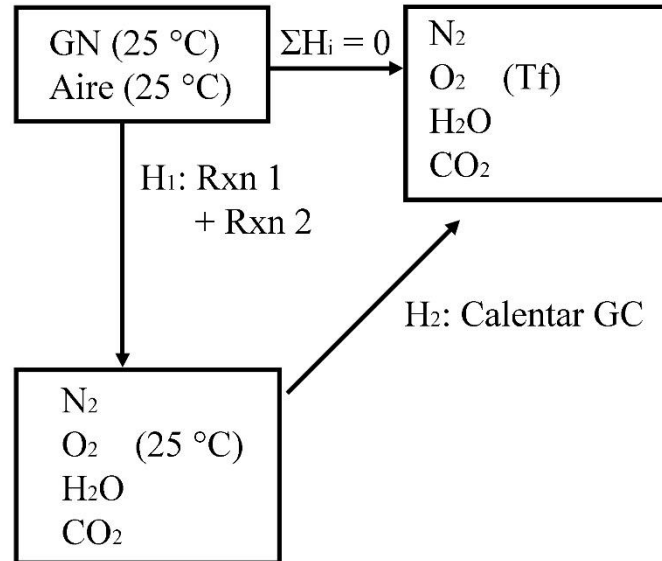 GN (25 °C)
Aire (25 °C)
ΣHi = 0
N2
O2 (Tf)
H2O
CO2
H1: Rxn 1
+ Rxn 2
H2: Calentar GC
N2
O2 (25 °C)
H2O
CO2